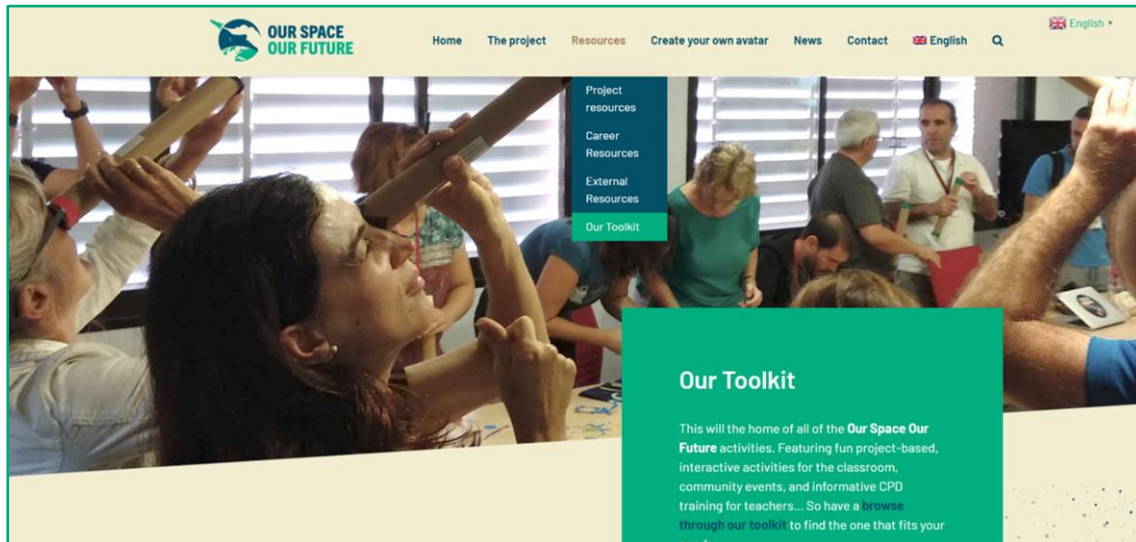 English
OUR SPACE
OUR FUTURE
Home The project Resources Create your own avatar News Contact English
Project
resources
Career
Resources
External
Resources
Our Toolkit
Our Toolkit
This will the home of all of the Our Space Our
Future activities. Featuring fun project-based,
interactive activities for the classroom,
community events, and informative CPD
training for teachers... So have a browse
through our toolkit to find the one that fits your